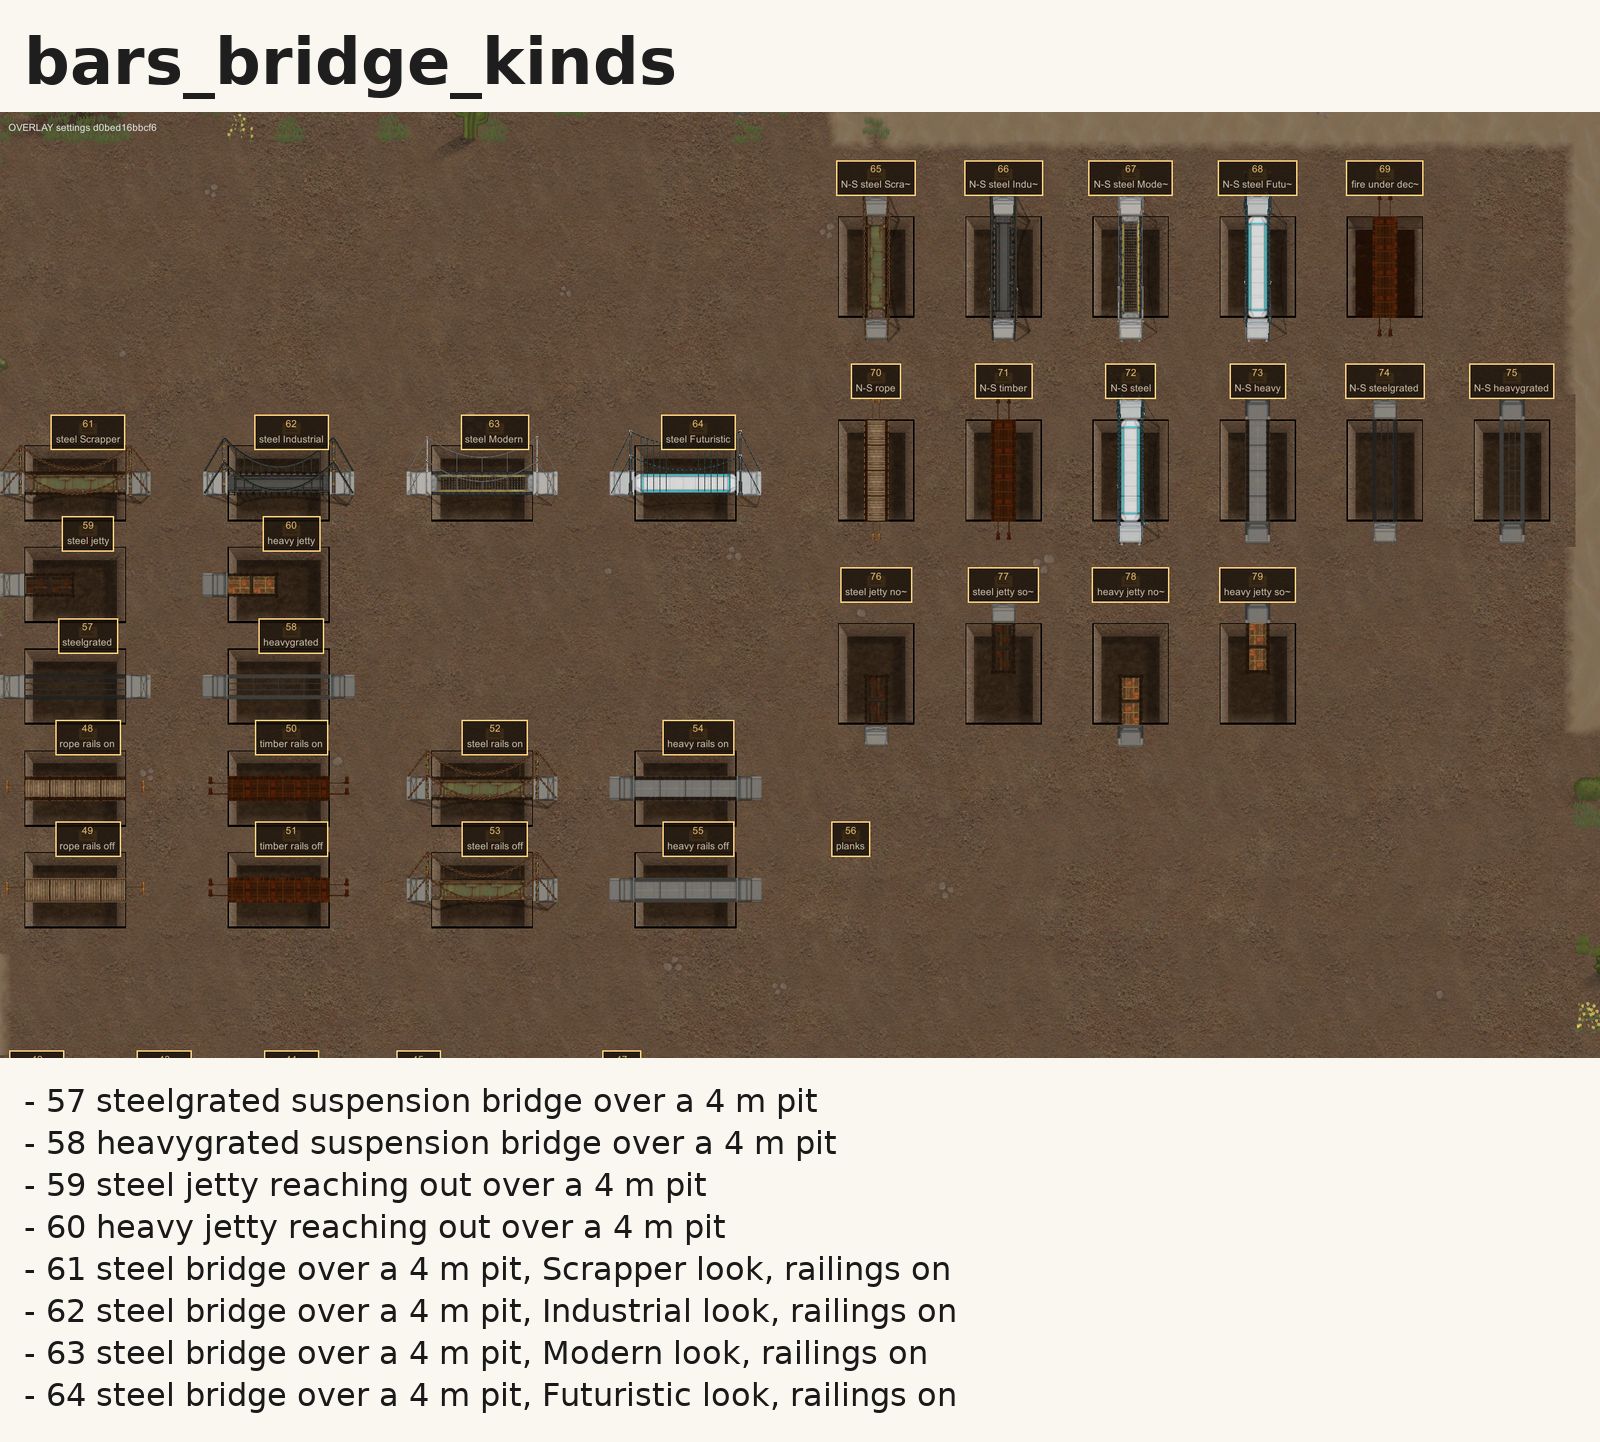 bars_bridge_kinds
OVERLAY settings d0bed16bbcf6
65
N-S steel Scra~
66
N-S steel Indu~
67
N-S steel Mode~
68
N-S steel Futu~
69
fire under dec~
70
N-S rope
71
N-S timber
72
N-S steel
73
N-S heavy
74
N-S steelgrated
75
N-S heavygrated
61
steel Scrapper
62
steel Industrial
63
steel Modern
64
steel Futuristic
59
steel jetty
60
heavy jetty
76
steel jetty no~
77
steel jetty so~
78
heavy jetty no~
79
heavy jetty so~
57
steelgrated
58
heavygrated
48
rope rails on
50
timber rails on
52
steel rails on
54
heavy rails on
49
rope rails off
51
timber rails off
53
steel rails off
55
heavy rails off
56
planks
- 57 steelgrated suspension bridge over a 4 m pit
- 58 heavygrated suspension bridge over a 4 m pit
- 59 steel jetty reaching out over a 4 m pit
- 60 heavy jetty reaching out over a 4 m pit
- 61 steel bridge over a 4 m pit, Scrapper look, railings on
- 62 steel bridge over a 4 m pit, Industrial look, railings on
- 63 steel bridge over a 4 m pit, Modern look, railings on
- 64 steel bridge over a 4 m pit, Futuristic look, railings on